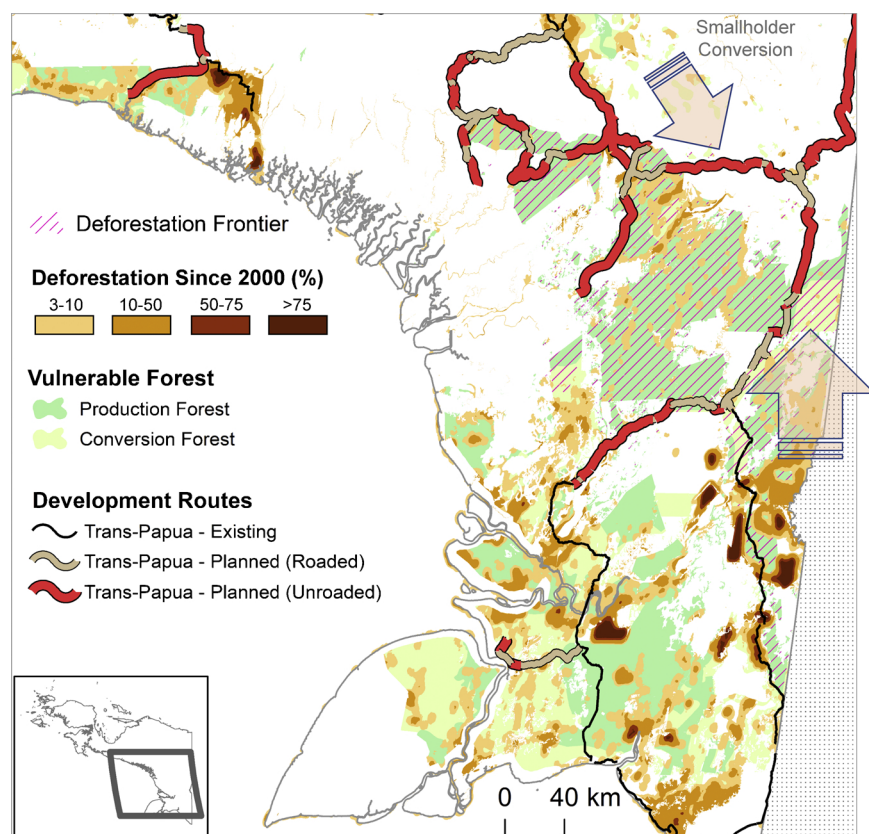 Smallholder
Conversion
Deforestation Frontier
Deforestation Since 2000 (%)
3-10 10-50 50-75 >75
Vulnerable Forest
Production Forest
Conversion Forest
Development Routes
Trans-Papua - Existing
Trans-Papua - Planned (Roaded)
Trans-Papua - Planned (Unroaded)
0 40 km